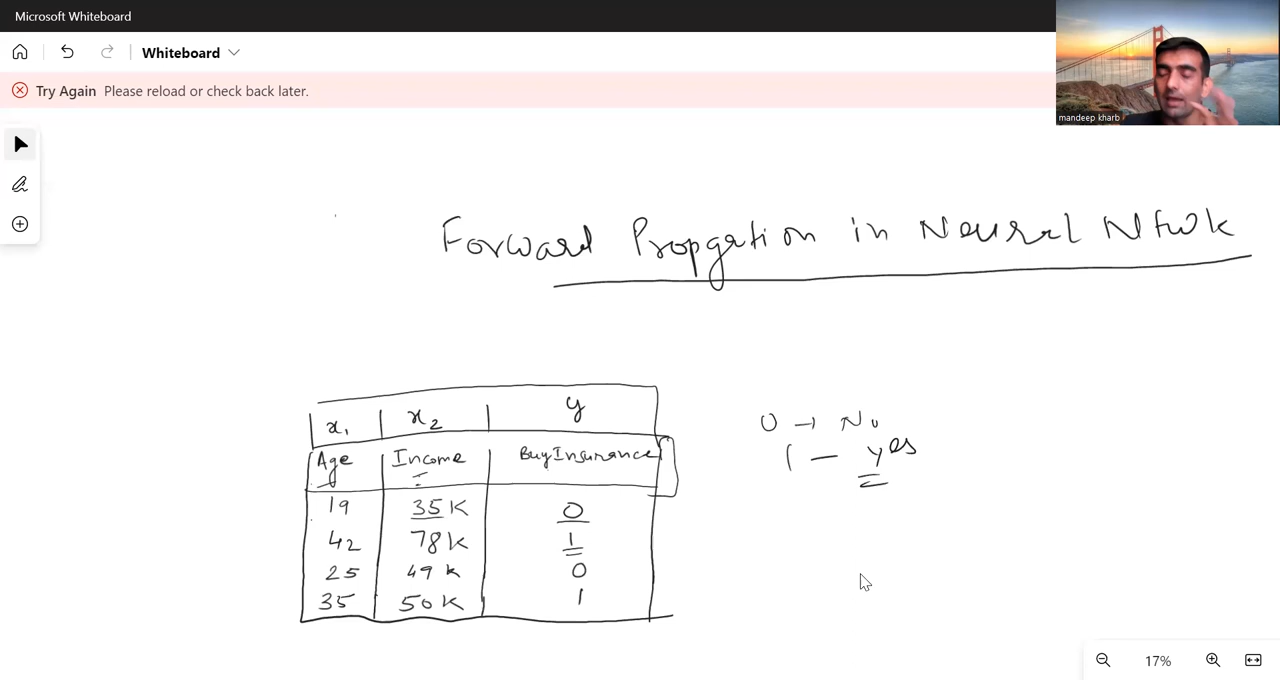 Microsoft Whiteboard
Whiteboard
Try Again Please reload or check back later.
mandeep kharb
Forward Propgation in Neural Ntwk
x1 x2 y
Age Income BuyInsurance
19 35K 0
42 78K 1
25 49K 0
35 50K 1
0 → No
1 — yes
17%